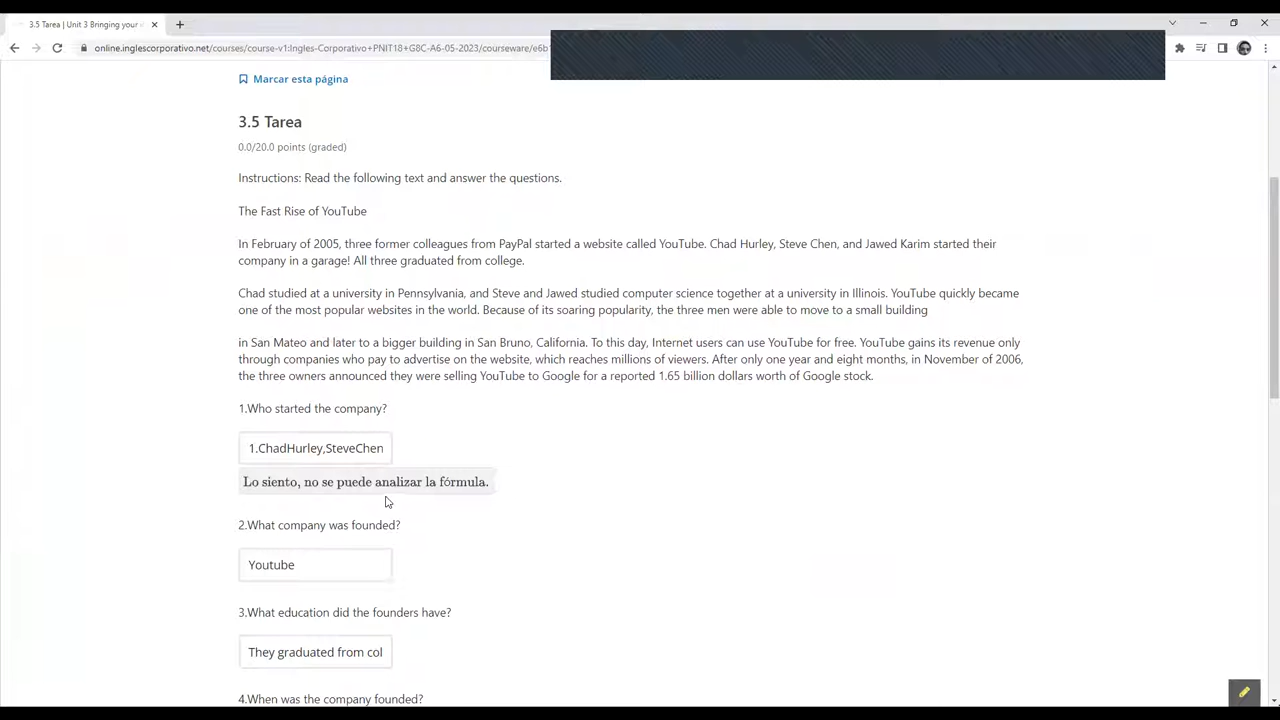 3.5 Tarea | Unit 3 Bringing your
online.inglescorporativo.net/courses/course-v1:Ingles-Corporativo+PNIT18+G8C-A6-05-2023/courseware/e6b
Marcar esta página
3.5 Tarea
0.0/20.0 points (graded)
Instructions: Read the following text and answer the questions.
The Fast Rise of YouTube
In February of 2005, three former colleagues from PayPal started a website called YouTube. Chad Hurley, Steve Chen, and Jawed Karim started their
company in a garage! All three graduated from college.
Chad studied at a university in Pennsylvania, and Steve and Jawed studied computer science together at a university in Illinois. YouTube quickly became
one of the most popular websites in the world. Because of its soaring popularity, the three men were able to move to a small building
in San Mateo and later to a bigger building in San Bruno, California. To this day, Internet users can use YouTube for free. YouTube gains its revenue only
through companies who pay to advertise on the website, which reaches millions of viewers. After only one year and eight months, in November of 2006,
the three owners announced they were selling YouTube to Google for a reported 1.65 billion dollars worth of Google stock.
1.Who started the company?
1.ChadHurley,SteveChen
Lo siento, no se puede analizar la fórmula.
2.What company was founded?
Youtube
3.What education did the founders have?
They graduated from col
4.When was the company founded?